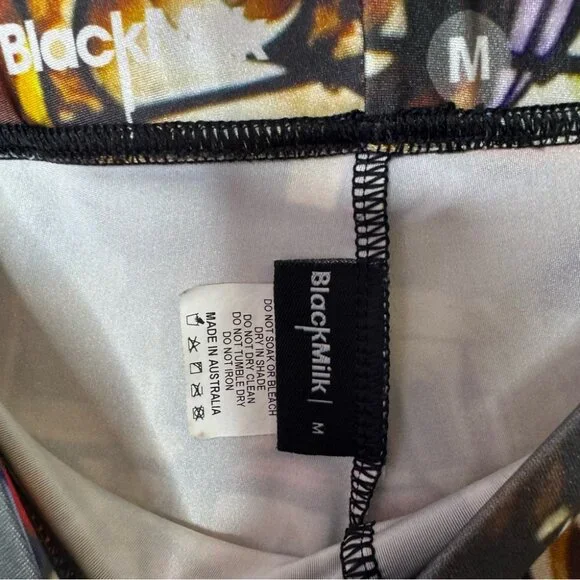 BlackMilk
M
BlackMilk
M
DO NOT SOAK OR BLEACH
DRY IN SHADE
DO NOT DRY CLEAN
DO NOT TUMBLE DRY
DO NOT IRON
MADE IN AUSTRALIA